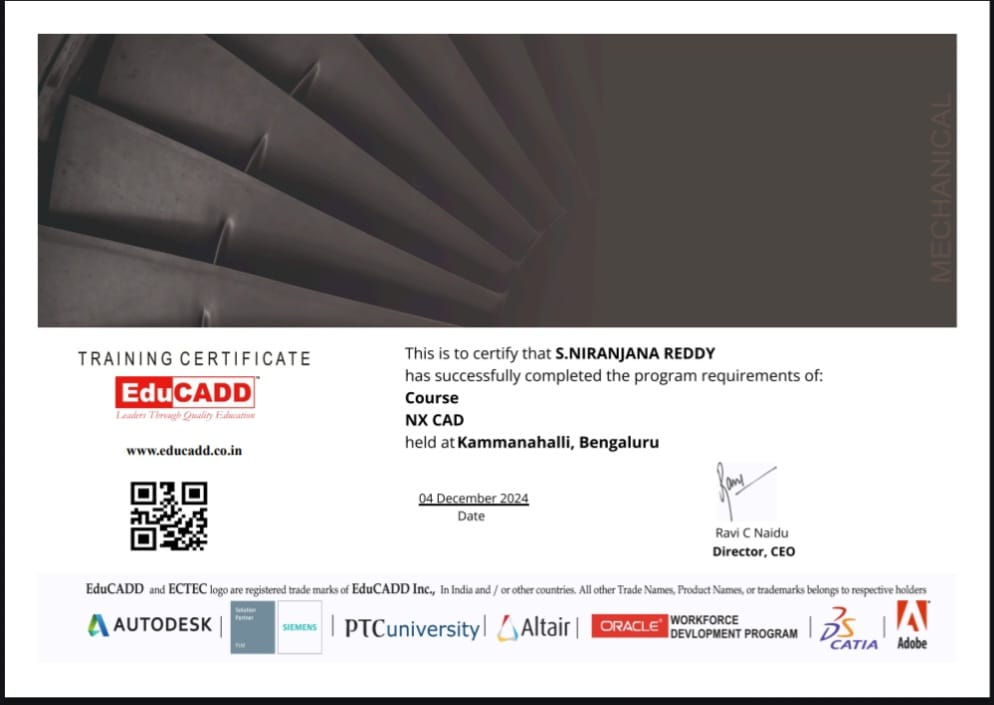 MECHANICAL
TRAINING CERTIFICATE
EduCADD
Leaders Through Quality Education
www.educadd.co.in
This is to certify that S.NIRANJANA REDDY
has successfully completed the program requirements of:
Course
NX CAD
held at Kammanahalli, Bengaluru
04 December 2024
Date
Ravi C Naidu
Director, CEO
EduCADD and ECTEC logo are registered trade marks of EduCADD Inc., In India and / or other countries. All other Trade Names, Product Names, or trademarks belongs to respective holders
AUTODESK
Solution
Partner
PLM
SIEMENS
PTCuniversity
Altair
ORACLE
WORKFORCE
DEVLOPMENT PROGRAM
CATIA
Adobe